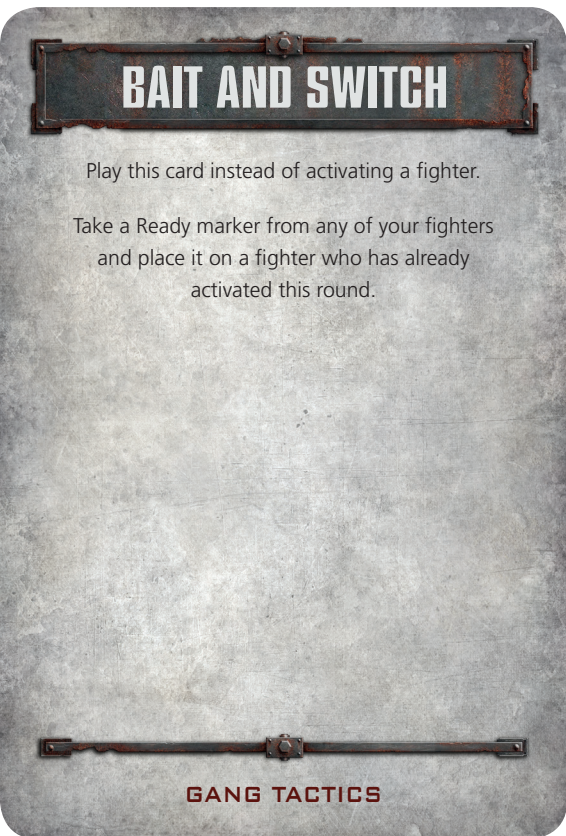 BAIT AND SWITCH
Play this card instead of activating a fighter.
Take a Ready marker from any of your fighters
and place it on a fighter who has already
activated this round.
GANG TACTICS